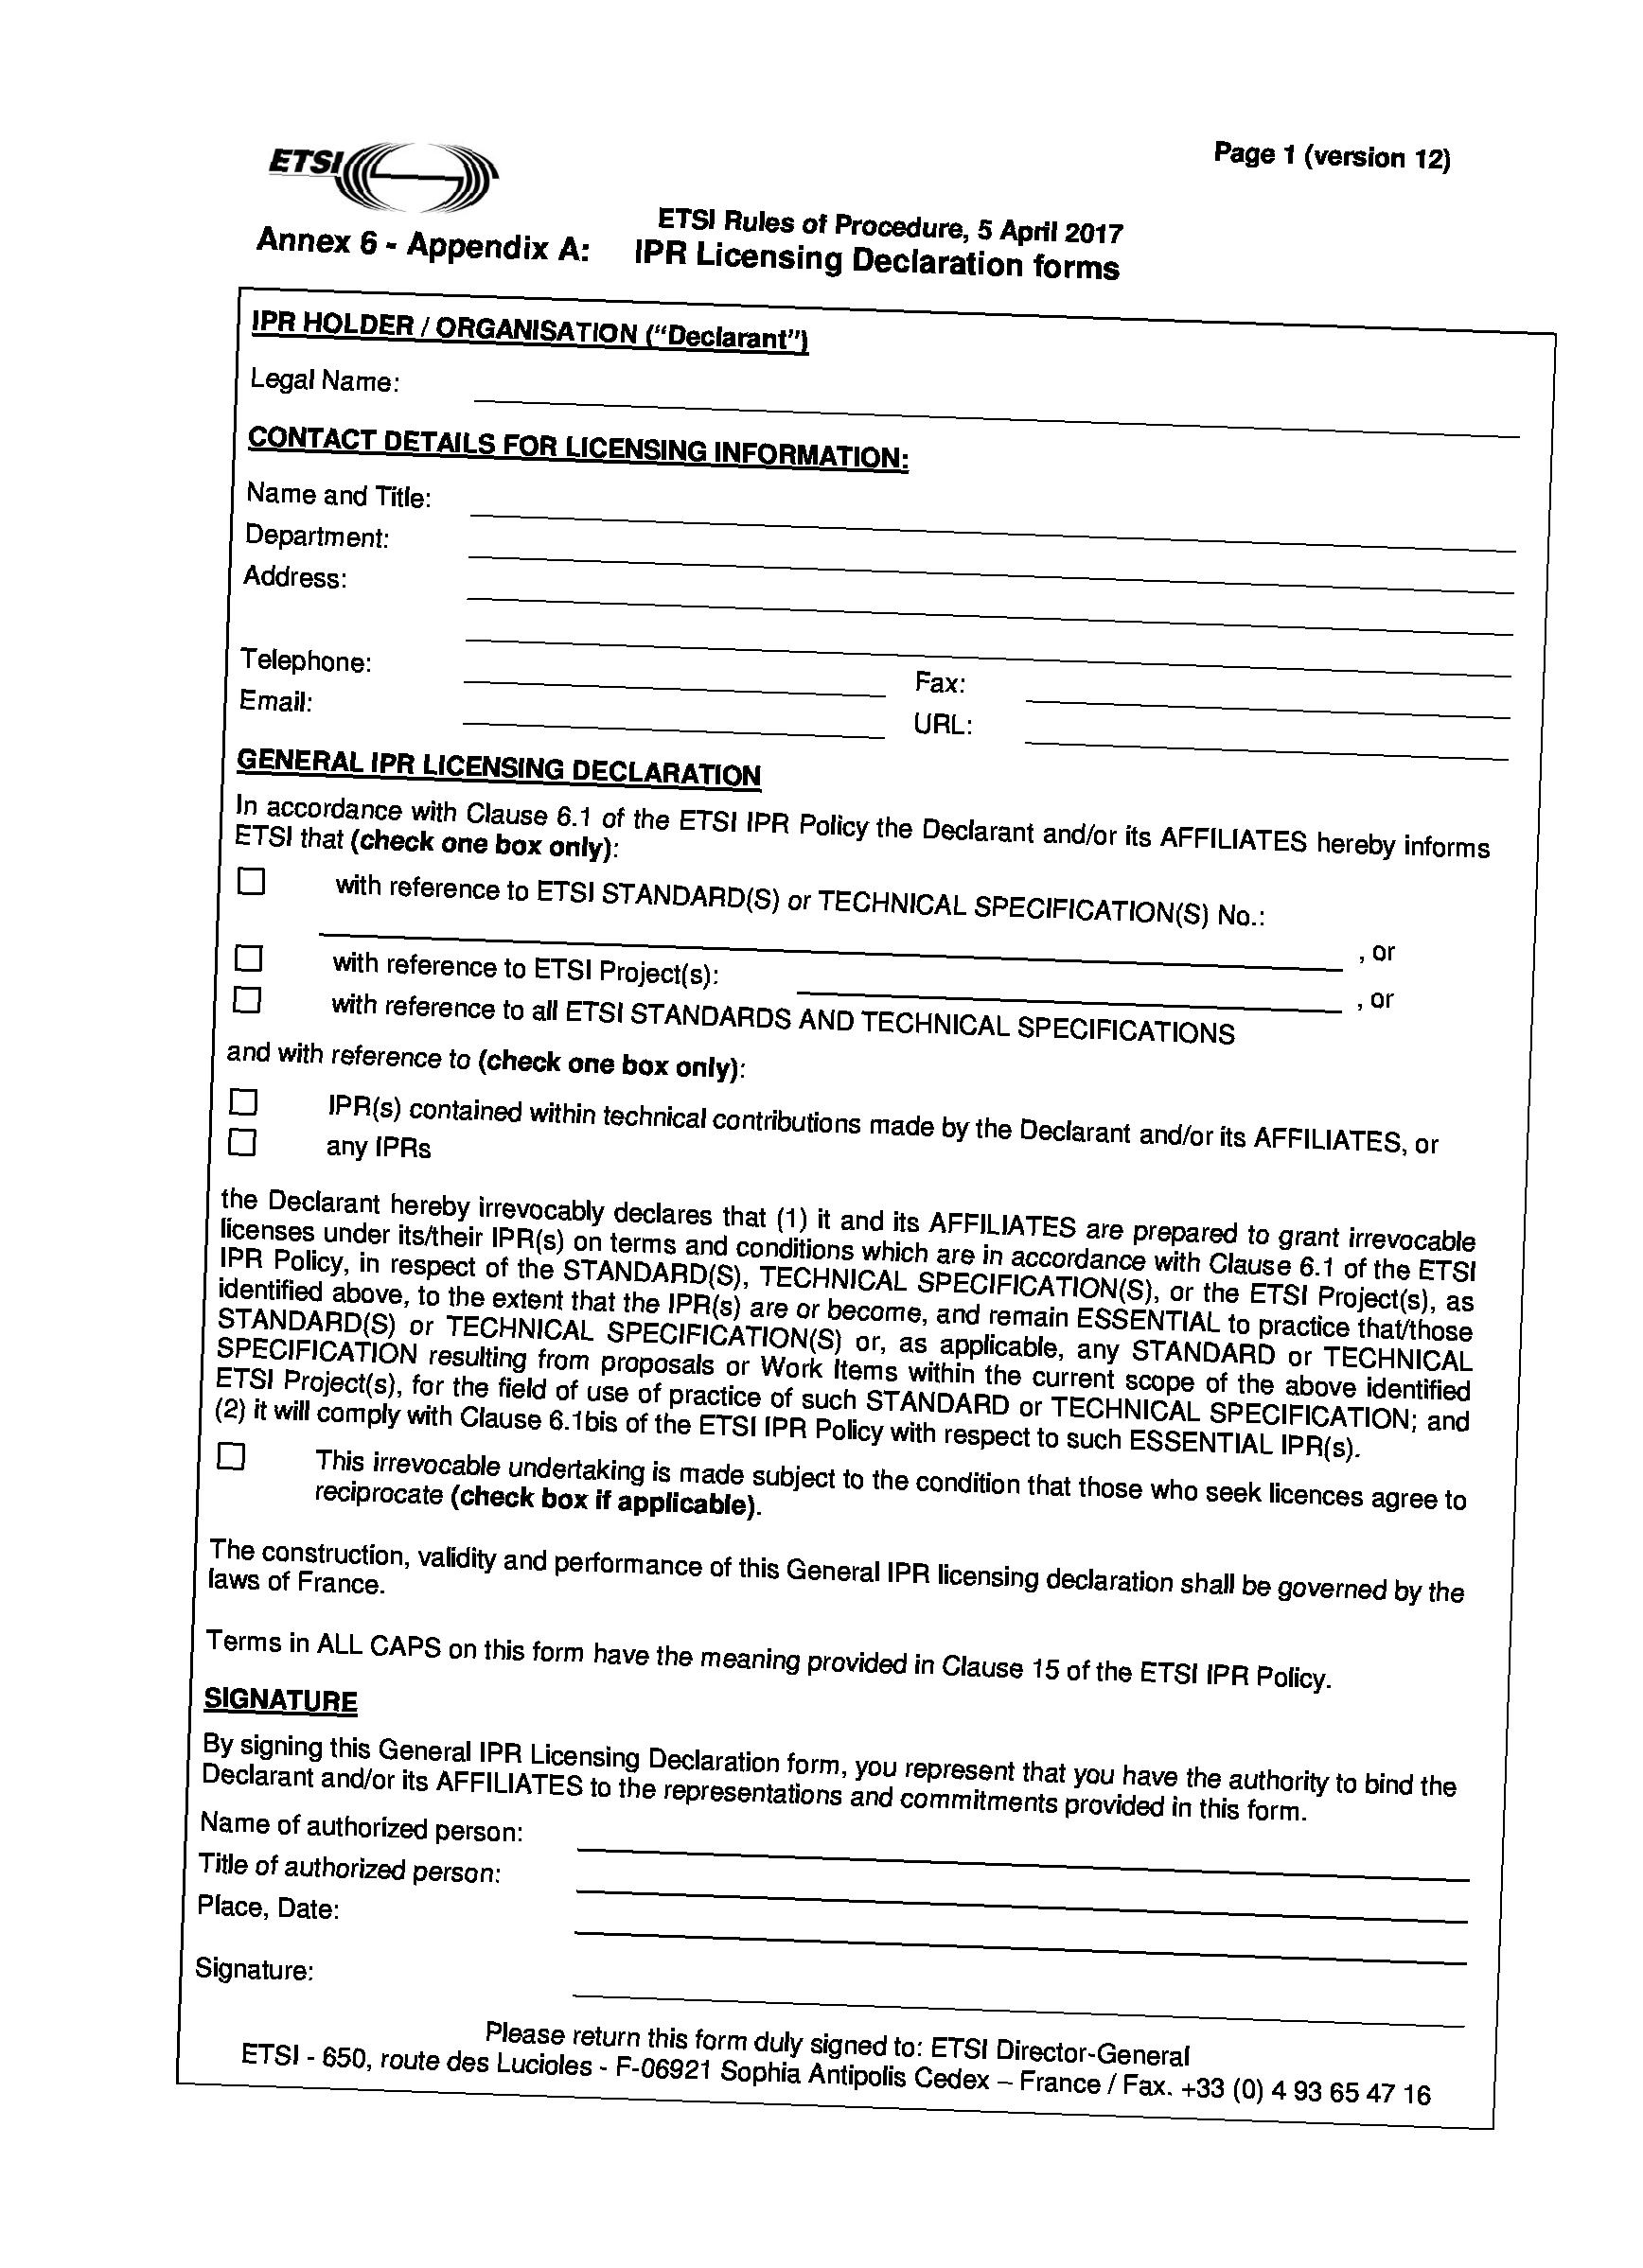 Page 1 (version 12)
ETSI
ETSI Rules of Procedure, 5 April 2017
Annex 6 - Appendix A: IPR Licensing Declaration forms
IPR HOLDER / ORGANISATION (“Declarant”)
Legal Name:
CONTACT DETAILS FOR LICENSING INFORMATION:
Name and Title:
Department:
Address:
Telephone: Fax:
Email: URL:
GENERAL IPR LICENSING DECLARATION
In accordance with Clause 6.1 of the ETSI IPR Policy the Declarant and/or its AFFILIATES hereby informs
ETSI that (check one box only):
with reference to ETSI STANDARD(S) or TECHNICAL SPECIFICATION(S) No.:
, or
with reference to ETSI Project(s): , or
with reference to all ETSI STANDARDS AND TECHNICAL SPECIFICATIONS
and with reference to (check one box only):
IPR(s) contained within technical contributions made by the Declarant and/or its AFFILIATES, or
any IPRs
the Declarant hereby irrevocably declares that (1) it and its AFFILIATES are prepared to grant irrevocable
licenses under its/their IPR(s) on terms and conditions which are in accordance with Clause 6.1 of the ETSI
IPR Policy, in respect of the STANDARD(S), TECHNICAL SPECIFICATION(S), or the ETSI Project(s), as
identified above, to the extent that the IPR(s) are or become, and remain ESSENTIAL to practice that/those
STANDARD(S) or TECHNICAL SPECIFICATION(S) or, as applicable, any STANDARD or TECHNICAL
SPECIFICATION resulting from proposals or Work Items within the current scope of the above identified
ETSI Project(s), for the field of use of practice of such STANDARD or TECHNICAL SPECIFICATION; and
(2) it will comply with Clause 6.1bis of the ETSI IPR Policy with respect to such ESSENTIAL IPR(s).
This irrevocable undertaking is made subject to the condition that those who seek licences agree to
reciprocate (check box if applicable).
The construction, validity and performance of this General IPR licensing declaration shall be governed by the
laws of France.
Terms in ALL CAPS on this form have the meaning provided in Clause 15 of the ETSI IPR Policy.
SIGNATURE
By signing this General IPR Licensing Declaration form, you represent that you have the authority to bind the
Declarant and/or its AFFILIATES to the representations and commitments provided in this form.
Name of authorized person:
Title of authorized person:
Place, Date:
Signature:
Please return this form duly signed to: ETSI Director-General
ETSI - 650, route des Lucioles - F-06921 Sophia Antipolis Cedex – France / Fax. +33 (0) 4 93 65 47 16